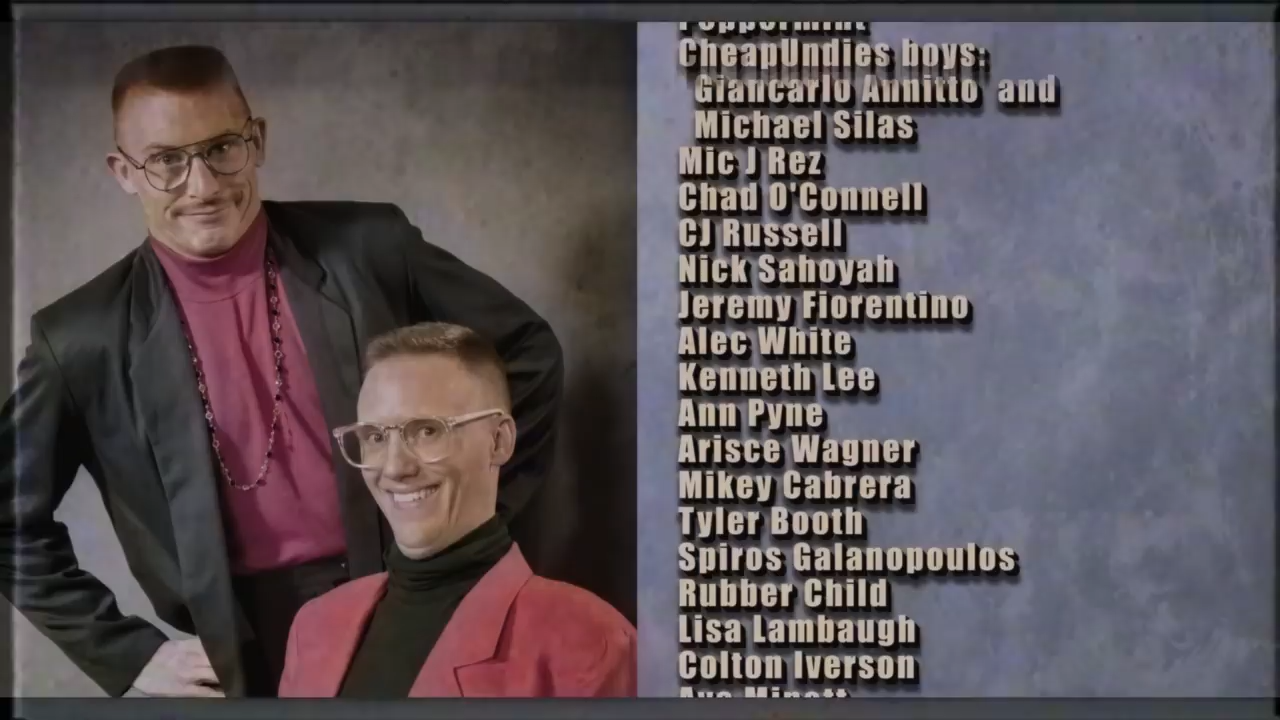 Peppermint
CheapUndies boys:
Giancarlo Annitto and
Michael Silas
Mic J Rez
Chad O'Connell
CJ Russell
Nick Sahoyah
Jeremy Fiorentino
Alec White
Kenneth Lee
Ann Pyne
Arisce Wagner
Mikey Cabrera
Tyler Booth
Spiros Galanopoulos
Rubber Child
Lisa Lambaugh
Colton Iverson